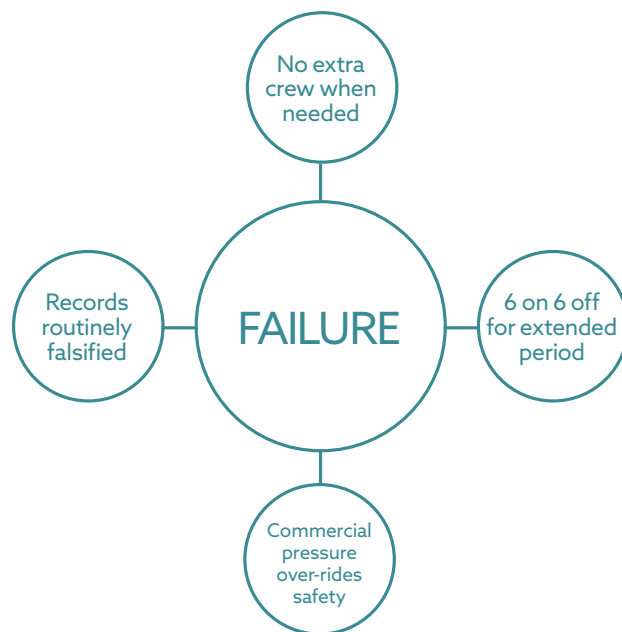 No extra
crew when
needed
Records
routinely
falsified
FAILURE
6 on 6 off
for extended
period
Commercial
pressure
over-rides
safety